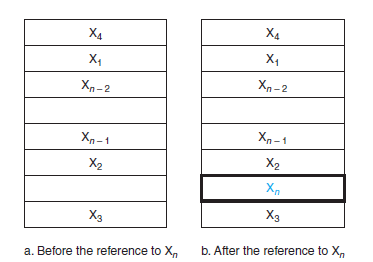 X₄ X₄
X₁ X₁
Xₙ₋₂ Xₙ₋₂
Xₙ₋₁ Xₙ₋₁
X₂ X₂
Xₙ
X₃ X₃
a. Before the reference to Xₙ b. After the reference to Xₙ